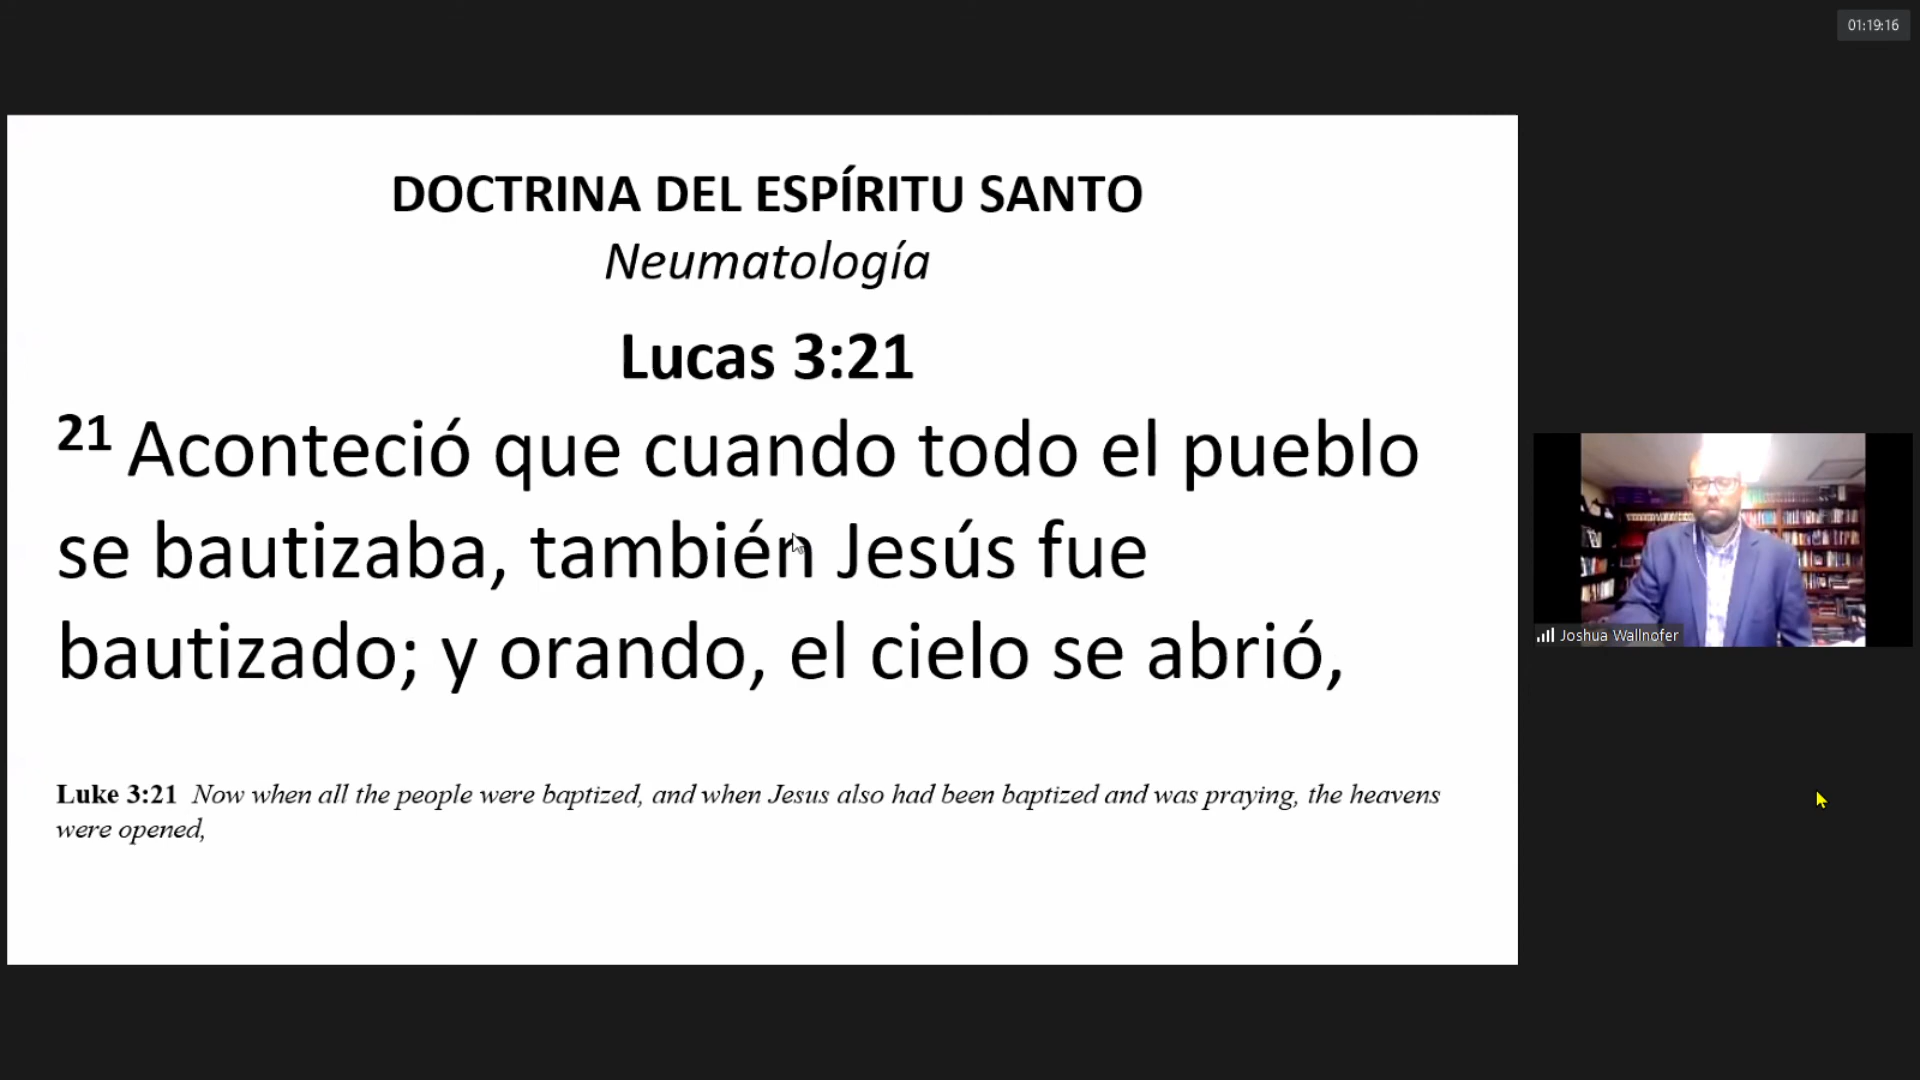 01:19:16
DOCTRINA DEL ESPÍRITU SANTO
Neumatología
Lucas 3:21
21 Aconteció que cuando todo el pueblo
se bautizaba, también Jesús fue
bautizado; y orando, el cielo se abrió,
Luke 3:21 Now when all the people were baptized, and when Jesus also had been baptized and was praying, the heavens
were opened,
Joshua Wallnofer